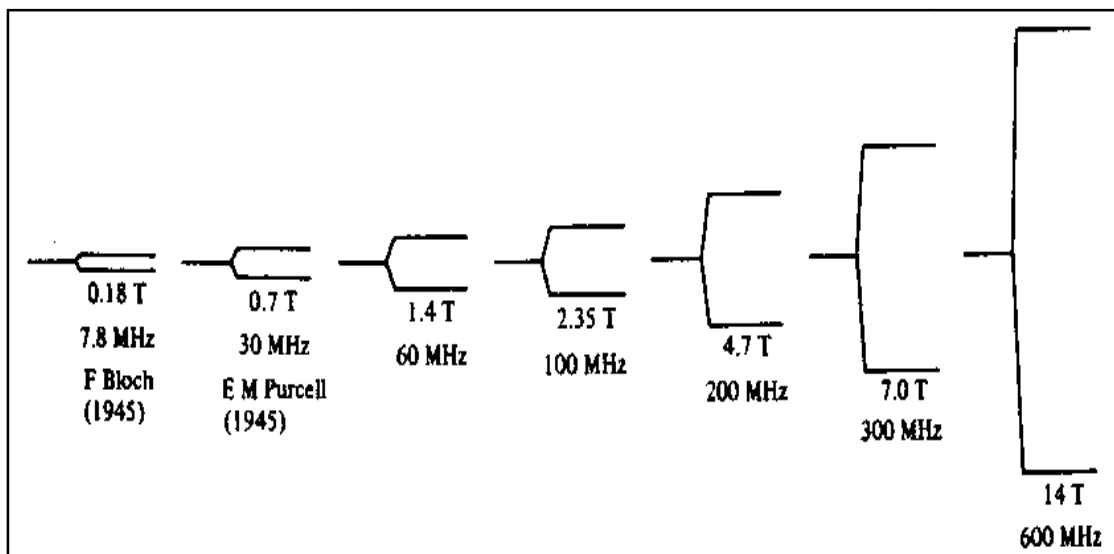 0.18 T
7.8 MHz
F Bloch
(1945)
0.7 T
30 MHz
E M Purcell
(1945)
1.4 T
60 MHz
2.35 T
100 MHz
4.7 T
200 MHz
7.0 T
300 MHz
14 T
600 MHz